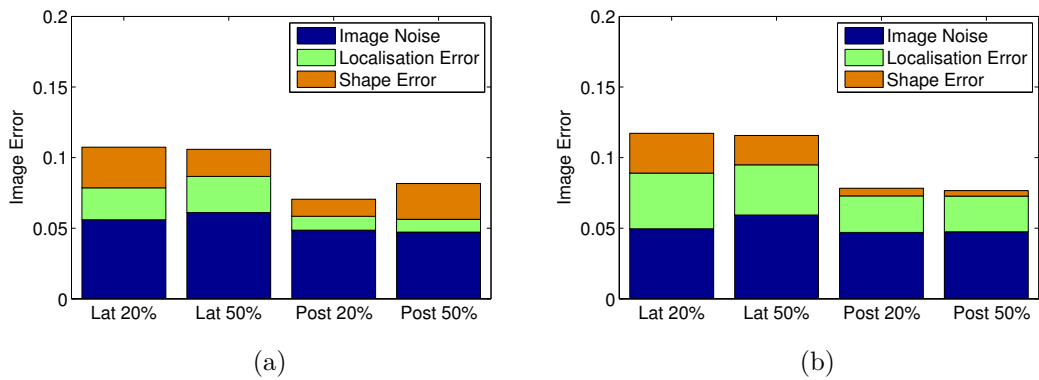 0.2
0.15
0.1
0.05
0
Image Error
Image Noise
Localisation Error
Shape Error
Lat 20% Lat 50% Post 20% Post 50%
(a)
0.2
0.15
0.1
0.05
0
Image Error
Image Noise
Localisation Error
Shape Error
Lat 20% Lat 50% Post 20% Post 50%
(b)